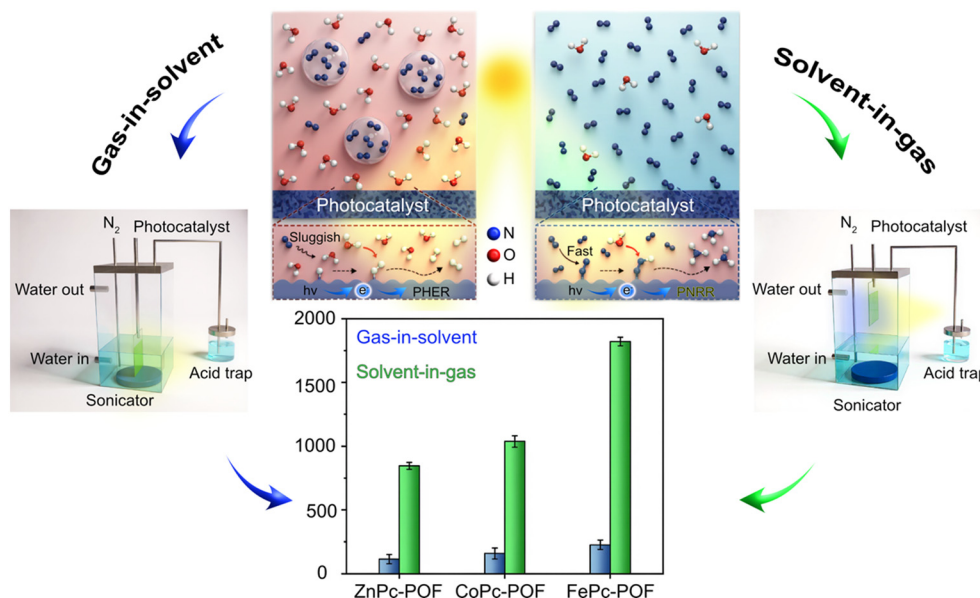 Gas-in-solvent
Solvent-in-gas
Photocatalyst
Photocatalyst
Sluggish
hv
e
PHER
N
O
H
Fast
hv
e
PNRR
N2
Photocatalyst
Water out
Water in
Acid trap
Sonicator
N2
Photocatalyst
Water out
Water in
Acid trap
Sonicator
2000
1500
1000
500
0
Gas-in-solvent
Solvent-in-gas
ZnPc-POF
CoPc-POF
FePc-POF